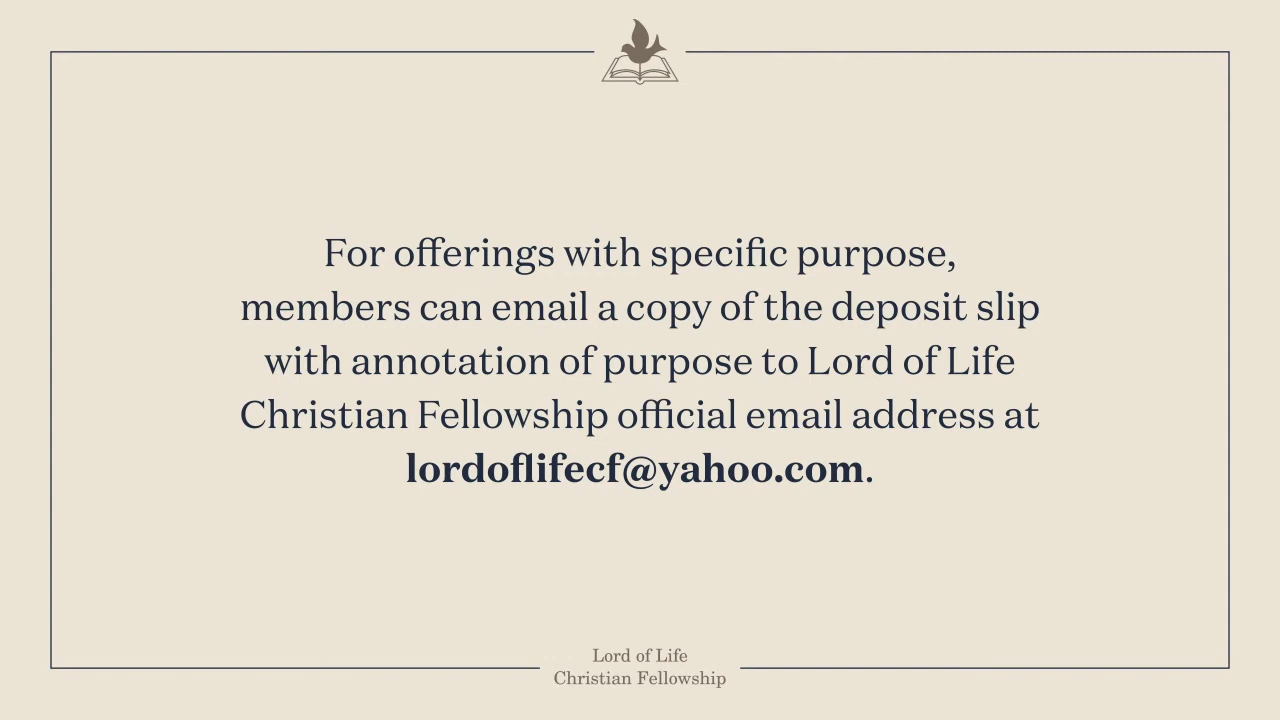 For offerings with specific purpose,
members can email a copy of the deposit slip
with annotation of purpose to Lord of Life
Christian Fellowship official email address at
lordoflifecf@yahoo.com.
Lord of Life
Christian Fellowship